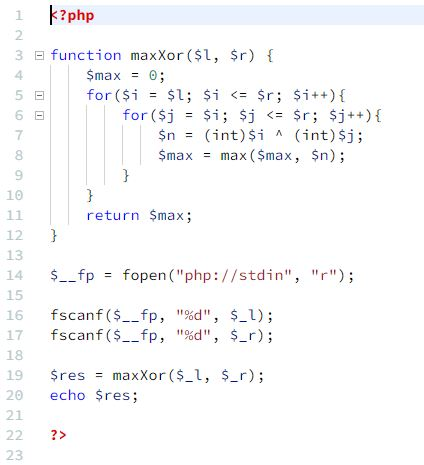 1 <?php
2
3 function maxXor($l, $r) {
4     $max = 0;
5     for($i = $l; $i <= $r; $i++){
6         for($j = $i; $j <= $r; $j++){
7             $n = (int)$i ^ (int)$j;
8             $max = max($max, $n);
9         }
10     }
11     return $max;
12 }
13
14 $__fp = fopen("php://stdin", "r");
15
16 fscanf($__fp, "%d", $_l);
17 fscanf($__fp, "%d", $_r);
18
19 $res = maxXor($_l, $_r);
20 echo $res;
21
22 ?>
23